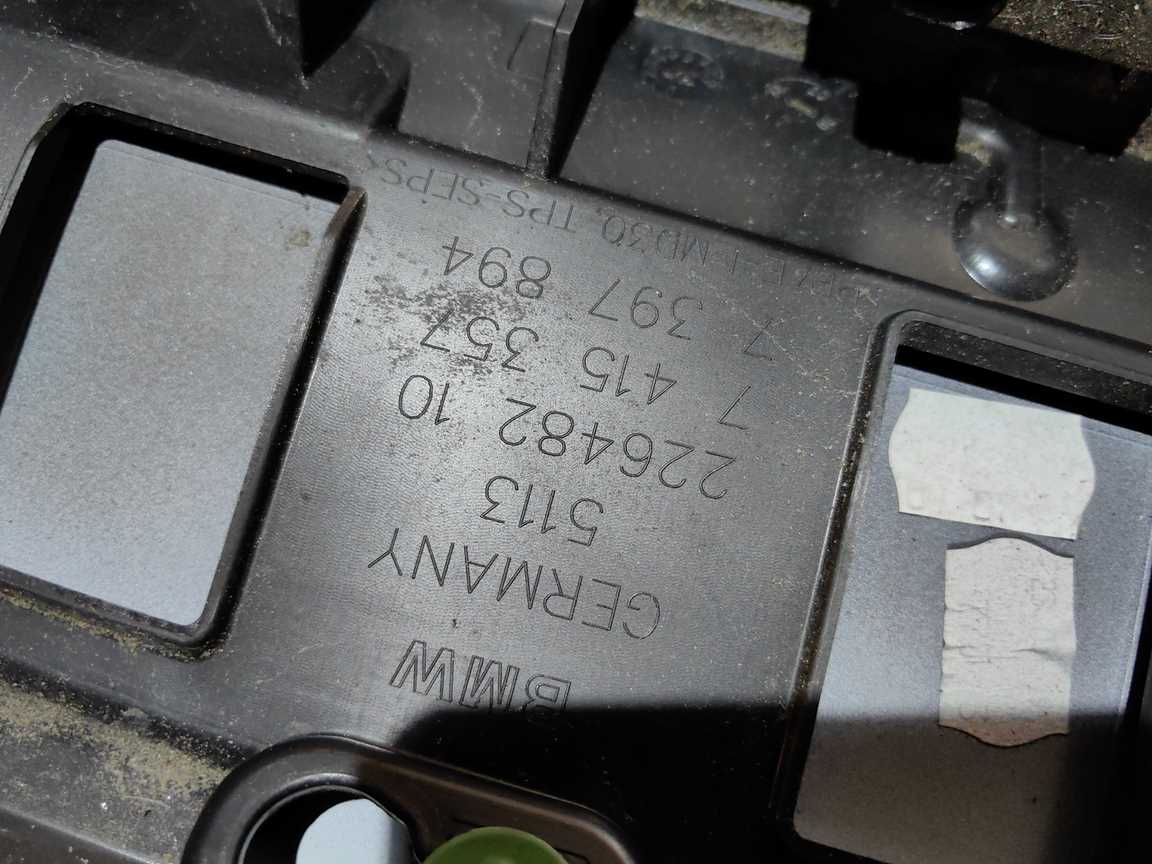 BMW
GERMANY
5113
226482 10
7 415 357
7 397 894
MD30, TPS-SEPS<